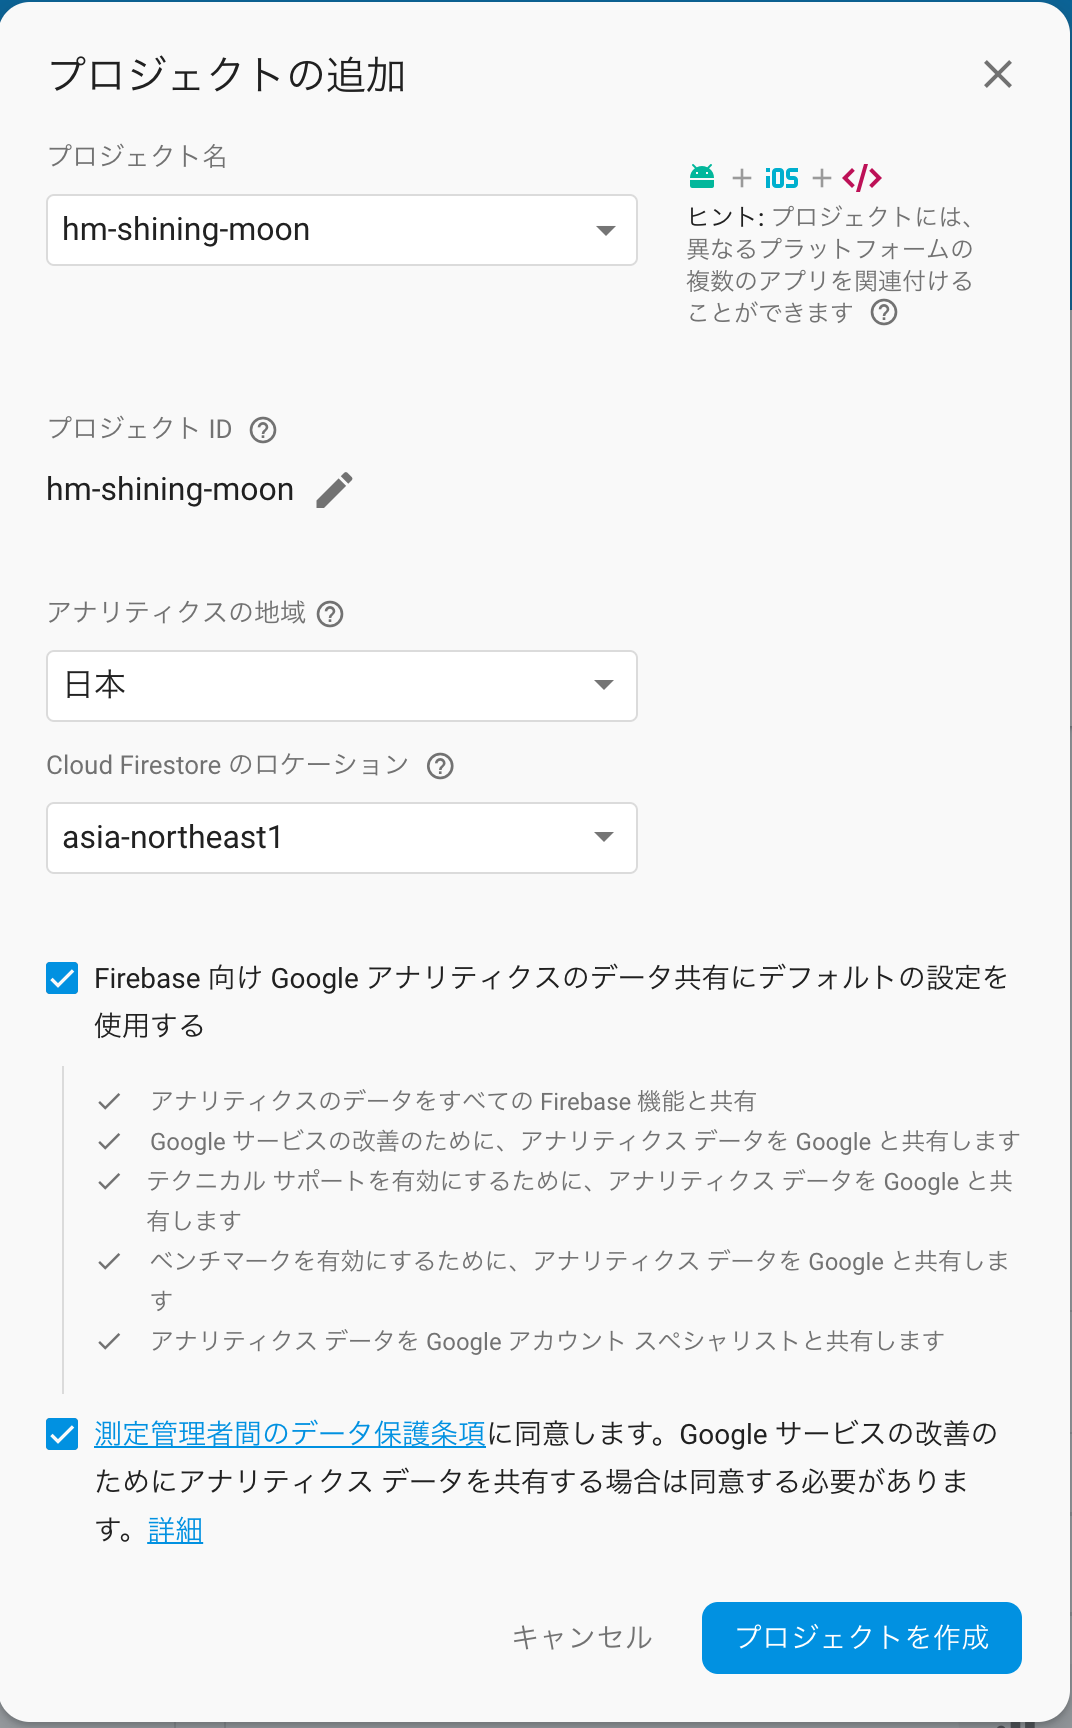 プロジェクトの追加
プロジェクト名
hm-shining-moon
iOS
ヒント: プロジェクトには、
異なるプラットフォームの
複数のアプリを関連付ける
ことができます
プロジェクト ID
hm-shining-moon
アナリティクスの地域
日本
Cloud Firestore のロケーション
asia-northeast1
Firebase 向け Google アナリティクスのデータ共有にデフォルトの設定を
使用する
アナリティクスのデータをすべての Firebase 機能と共有
Google サービスの改善のために、アナリティクス データを Google と共有します
テクニカル サポートを有効にするために、アナリティクス データを Google と共
有します
ベンチマークを有効にするために、アナリティクス データを Google と共有しま
す
アナリティクス データを Google アカウント スペシャリストと共有します
測定管理者間のデータ保護条項に同意します。Google サービスの改善の
ためにアナリティクス データを共有する場合は同意する必要がありま
す。詳細
キャンセル
プロジェクトを作成